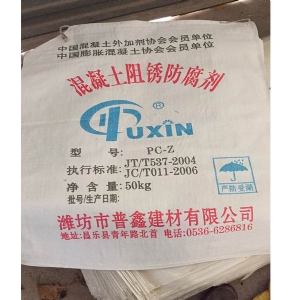 中国混凝土外加剂协会会员单位
中国膨胀混凝土协会会员单位
混凝土阻锈防腐剂
PUXIN
型 号: PC-Z
执行标准: JT/T537-2004
JC/T011-2006
净 含 量: 50kg
批号/生产日期:
严防受潮
潍坊市普鑫建材有限公司
地址:昌乐县青年路北首 电话:0536-6286816